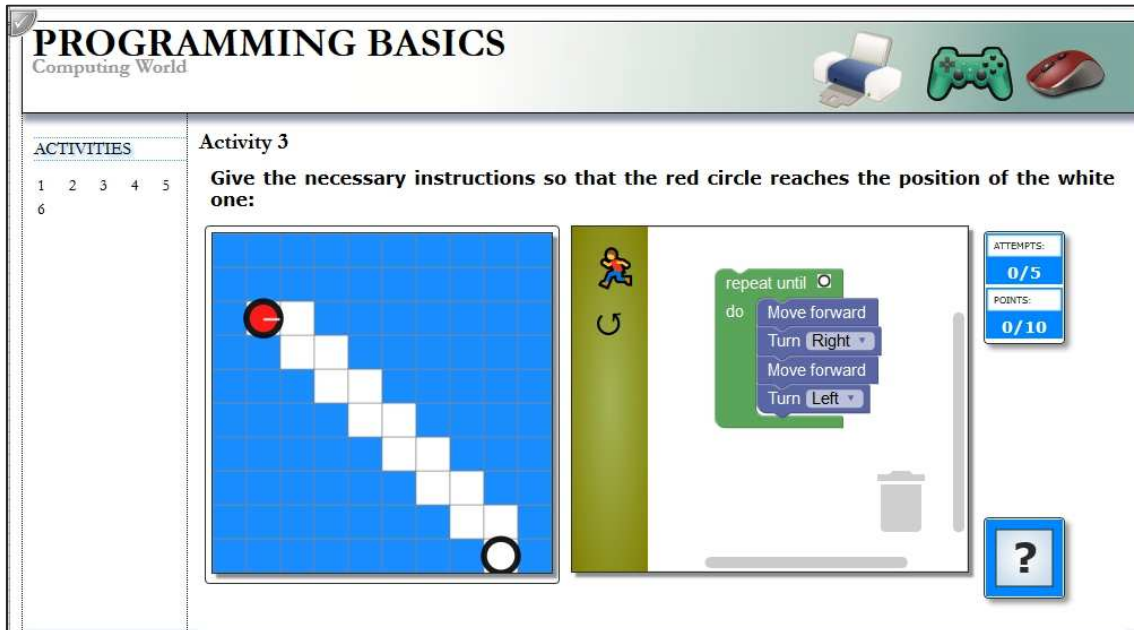 PROGRAMMING BASICS
Computing World
ACTIVITIES
1 2 3 4 5
6
Activity 3
Give the necessary instructions so that the red circle reaches the position of the white
one:
repeat until
do
Move forward
Turn Right
Move forward
Turn Left
ATTEMPTS:
0/5
POINTS:
0/10
?